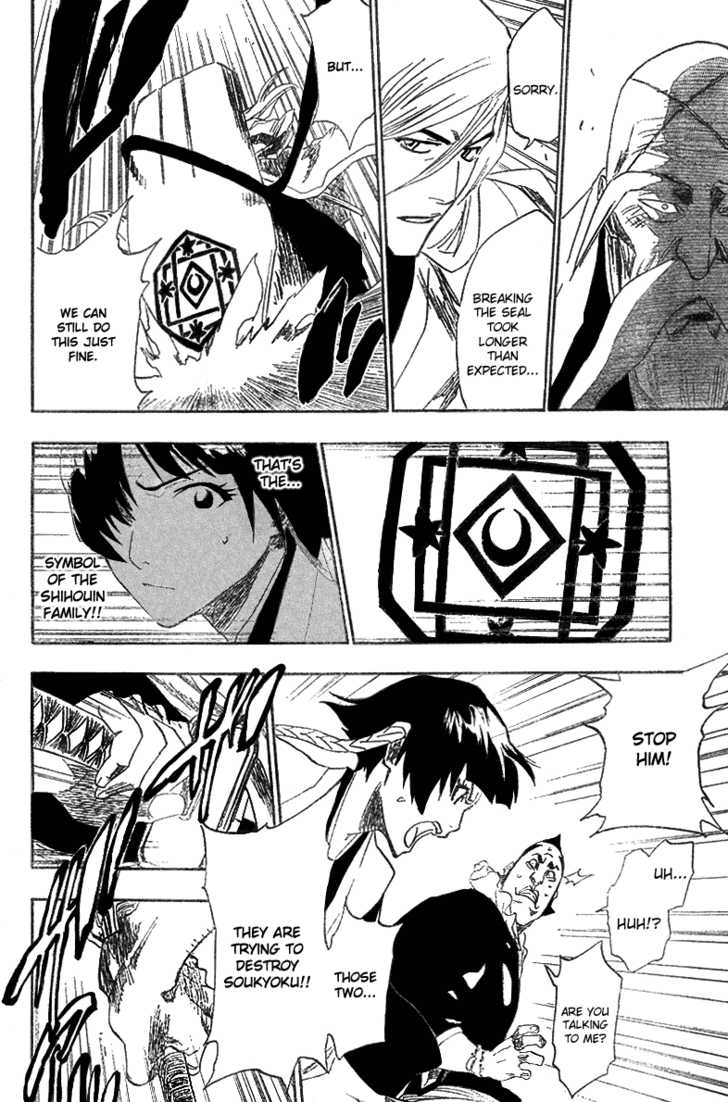 SORRY.
BREAKING
THE SEAL
TOOK
LONGER
THAN
EXPECTED...
BUT...
WE CAN
STILL DO
THIS JUST
FINE.
THAT'S
THE...
SYMBOL
OF THE
SHIHOUIN
FAMILY!!
STOP
HIM!
UH...
HUH!?
ARE YOU
TALKING
TO ME?
THOSE
TWO...
THEY ARE
TRYING TO
DESTROY
SOUKYOKU!!